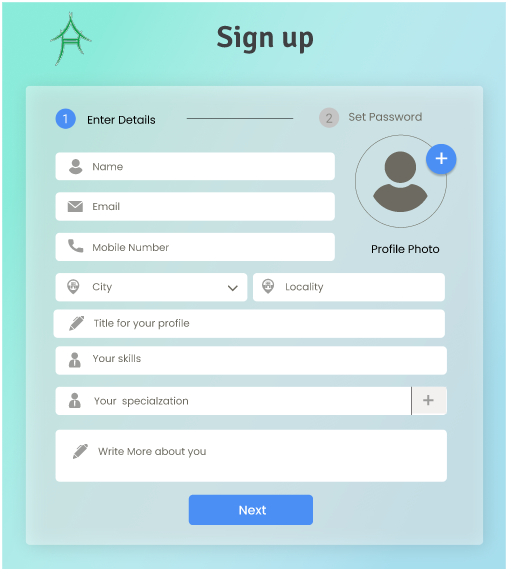 Sign up
1 Enter Details
2 Set Password
Name
Email
Mobile Number
Profile Photo
City
Locality
Title for your profile
Your skills
Your specialzation
Write More about you
Next